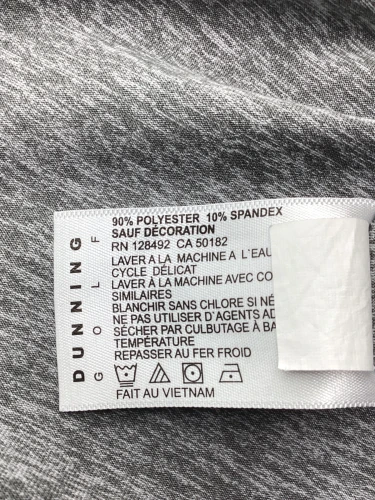 DUNNING
GOLF
90% POLYESTER 10% SPANDEX
SAUF DÉCORATION
RN 128492 CA 50182
LAVER A LA MACHINE A L'EAU
CYCLE DÉLICAT
LAVER À LA MACHINE AVEC
SIMILAIRES
BLANCHIR SANS CHLORE SI
NE PAS UTILISER D'AGENTS
SÉCHER PAR CULBUTAGE À
TEMPÉRATURE
REPASSER AU FER FROID
FAIT AU VIETNAM